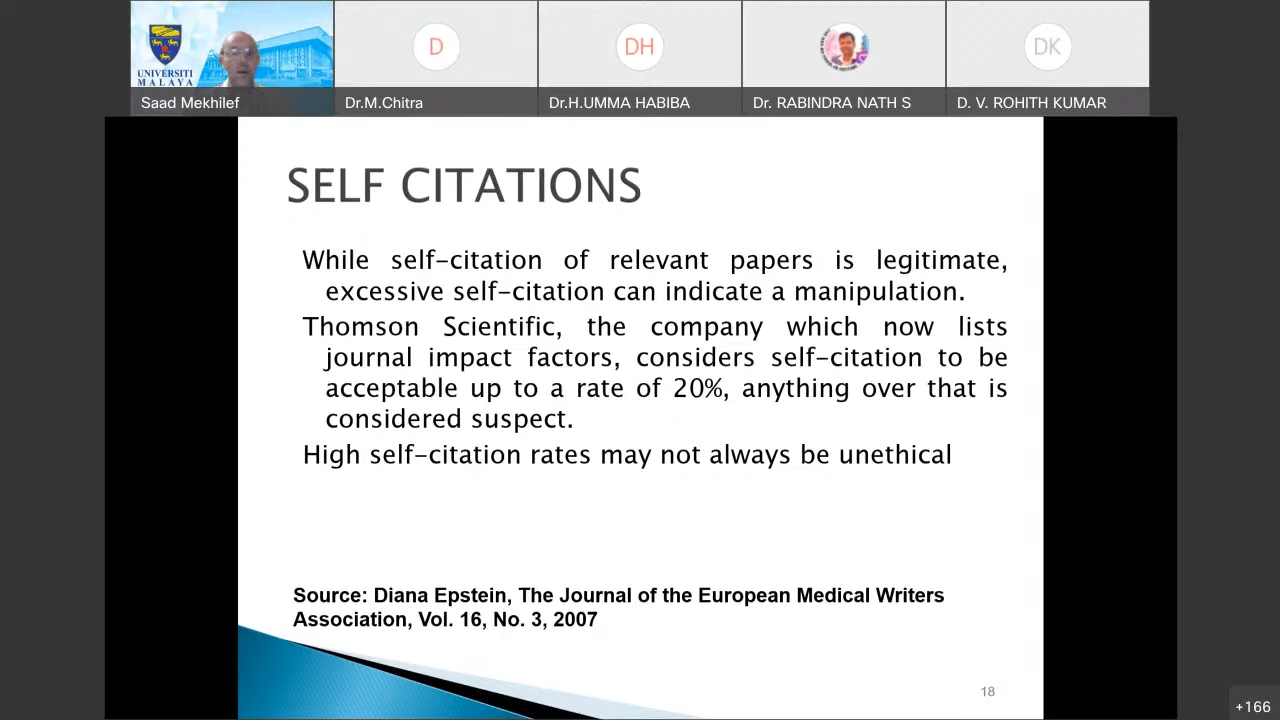 UNIVERSITI
MALAYA
Saad Mekhilef
D
Dr.M.Chitra
DH
Dr.H.UMMA HABIBA
Dr. RABINDRA NATH S
DK
D. V. ROHITH KUMAR
SELF CITATIONS
While self-citation of relevant papers is legitimate,
excessive self-citation can indicate a manipulation.
Thomson Scientific, the company which now lists
journal impact factors, considers self-citation to be
acceptable up to a rate of 20%, anything over that is
considered suspect.
High self-citation rates may not always be unethical
Source: Diana Epstein, The Journal of the European Medical Writers
Association, Vol. 16, No. 3, 2007
18
+166